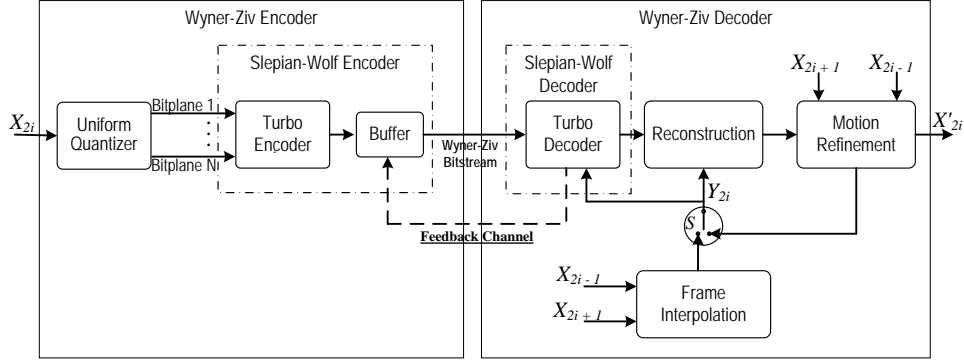 Wyner-Ziv Encoder
Wyner-Ziv Decoder
Slepian-Wolf Encoder
Slepian-Wolf
Decoder
X2i
Uniform
Quantizer
Bitplane 1
Bitplane N
Turbo
Encoder
Buffer
Wyner-Ziv
Bitstream
Turbo
Decoder
Reconstruction
X2i + 1
X2i - 1
Motion
Refinement
X'2i
Y2i
S
Feedback Channel
X2i - 1
X2i + 1
Frame
Interpolation